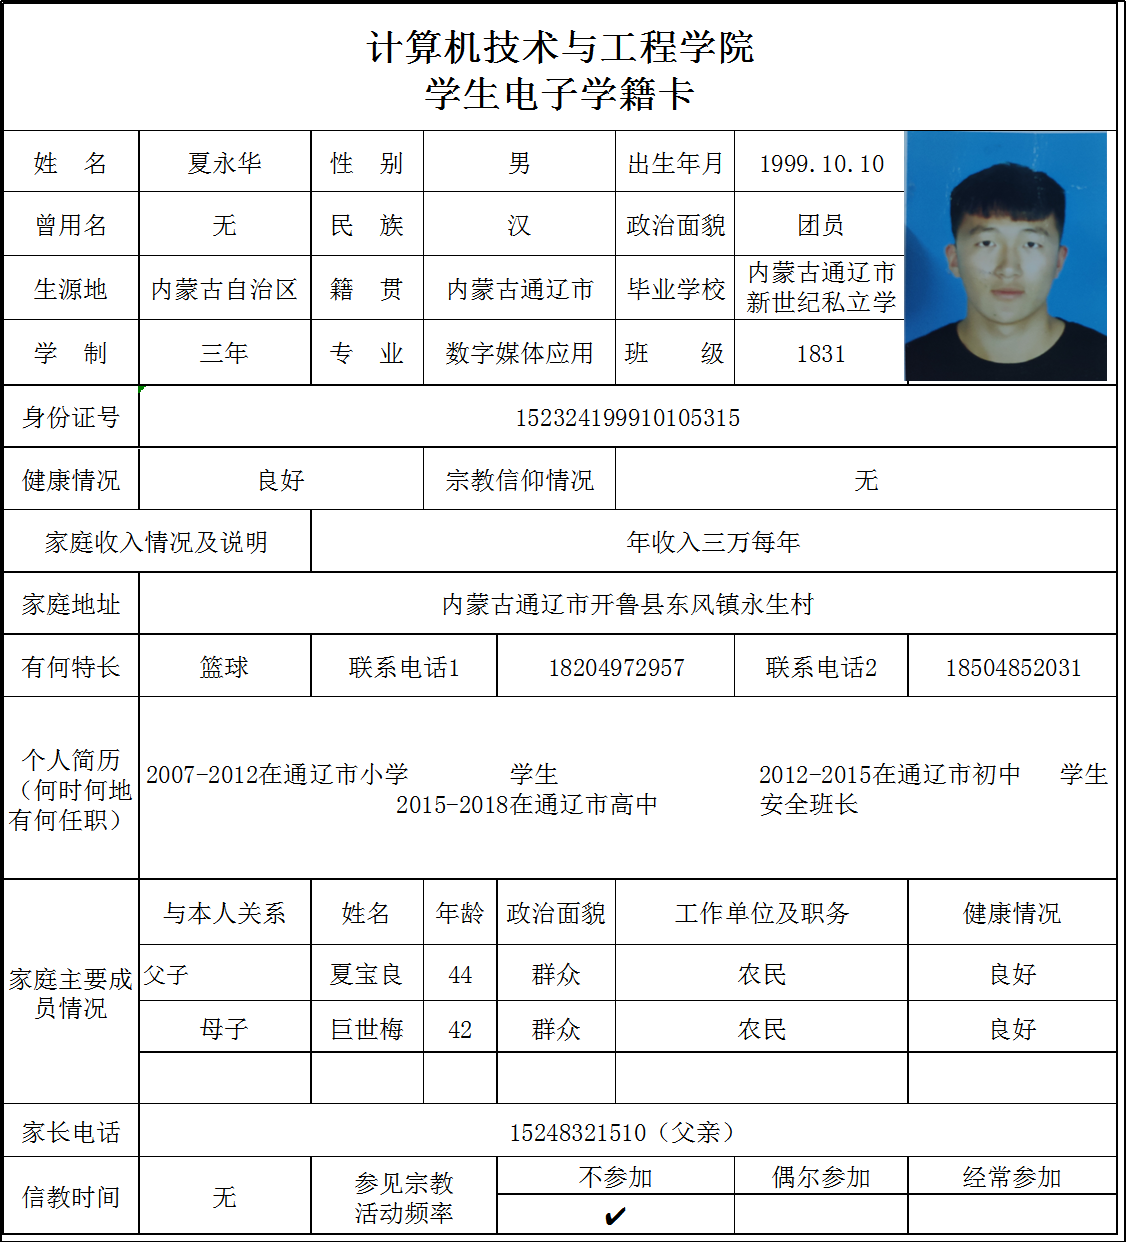 计算机技术与工程学院
学生电子学籍卡
姓 名 夏永华 性 别 男 出生年月 1999.10.10
曾用名 无 民 族 汉 政治面貌 团员
生源地 内蒙古自治区 籍 贯 内蒙古通辽市 毕业学校 内蒙古通辽市
新世纪私立学
学 制 三年 专 业 数字媒体应用 班 级 1831
身份证号 152324199910105315
健康情况 良好 宗教信仰情况 无
家庭收入情况及说明 年收入三万每年
家庭地址 内蒙古通辽市开鲁县东风镇永生村
有何特长 篮球 联系电话1 18204972957 联系电话2 18504852031
个人简历
（何时何地
有何任职）
2007-2012在通辽市小学 学生 2012-2015在通辽市初中 学生
2015-2018在通辽市高中 安全班长
家庭主要成
员情况
与本人关系 姓名 年龄 政治面貌 工作单位及职务 健康情况
父子 夏宝良 44 群众 农民 良好
母子 巨世梅 42 群众 农民 良好
家长电话 15248321510（父亲）
信教时间 无 参见宗教
活动频率
不参加 偶尔参加 经常参加
✔